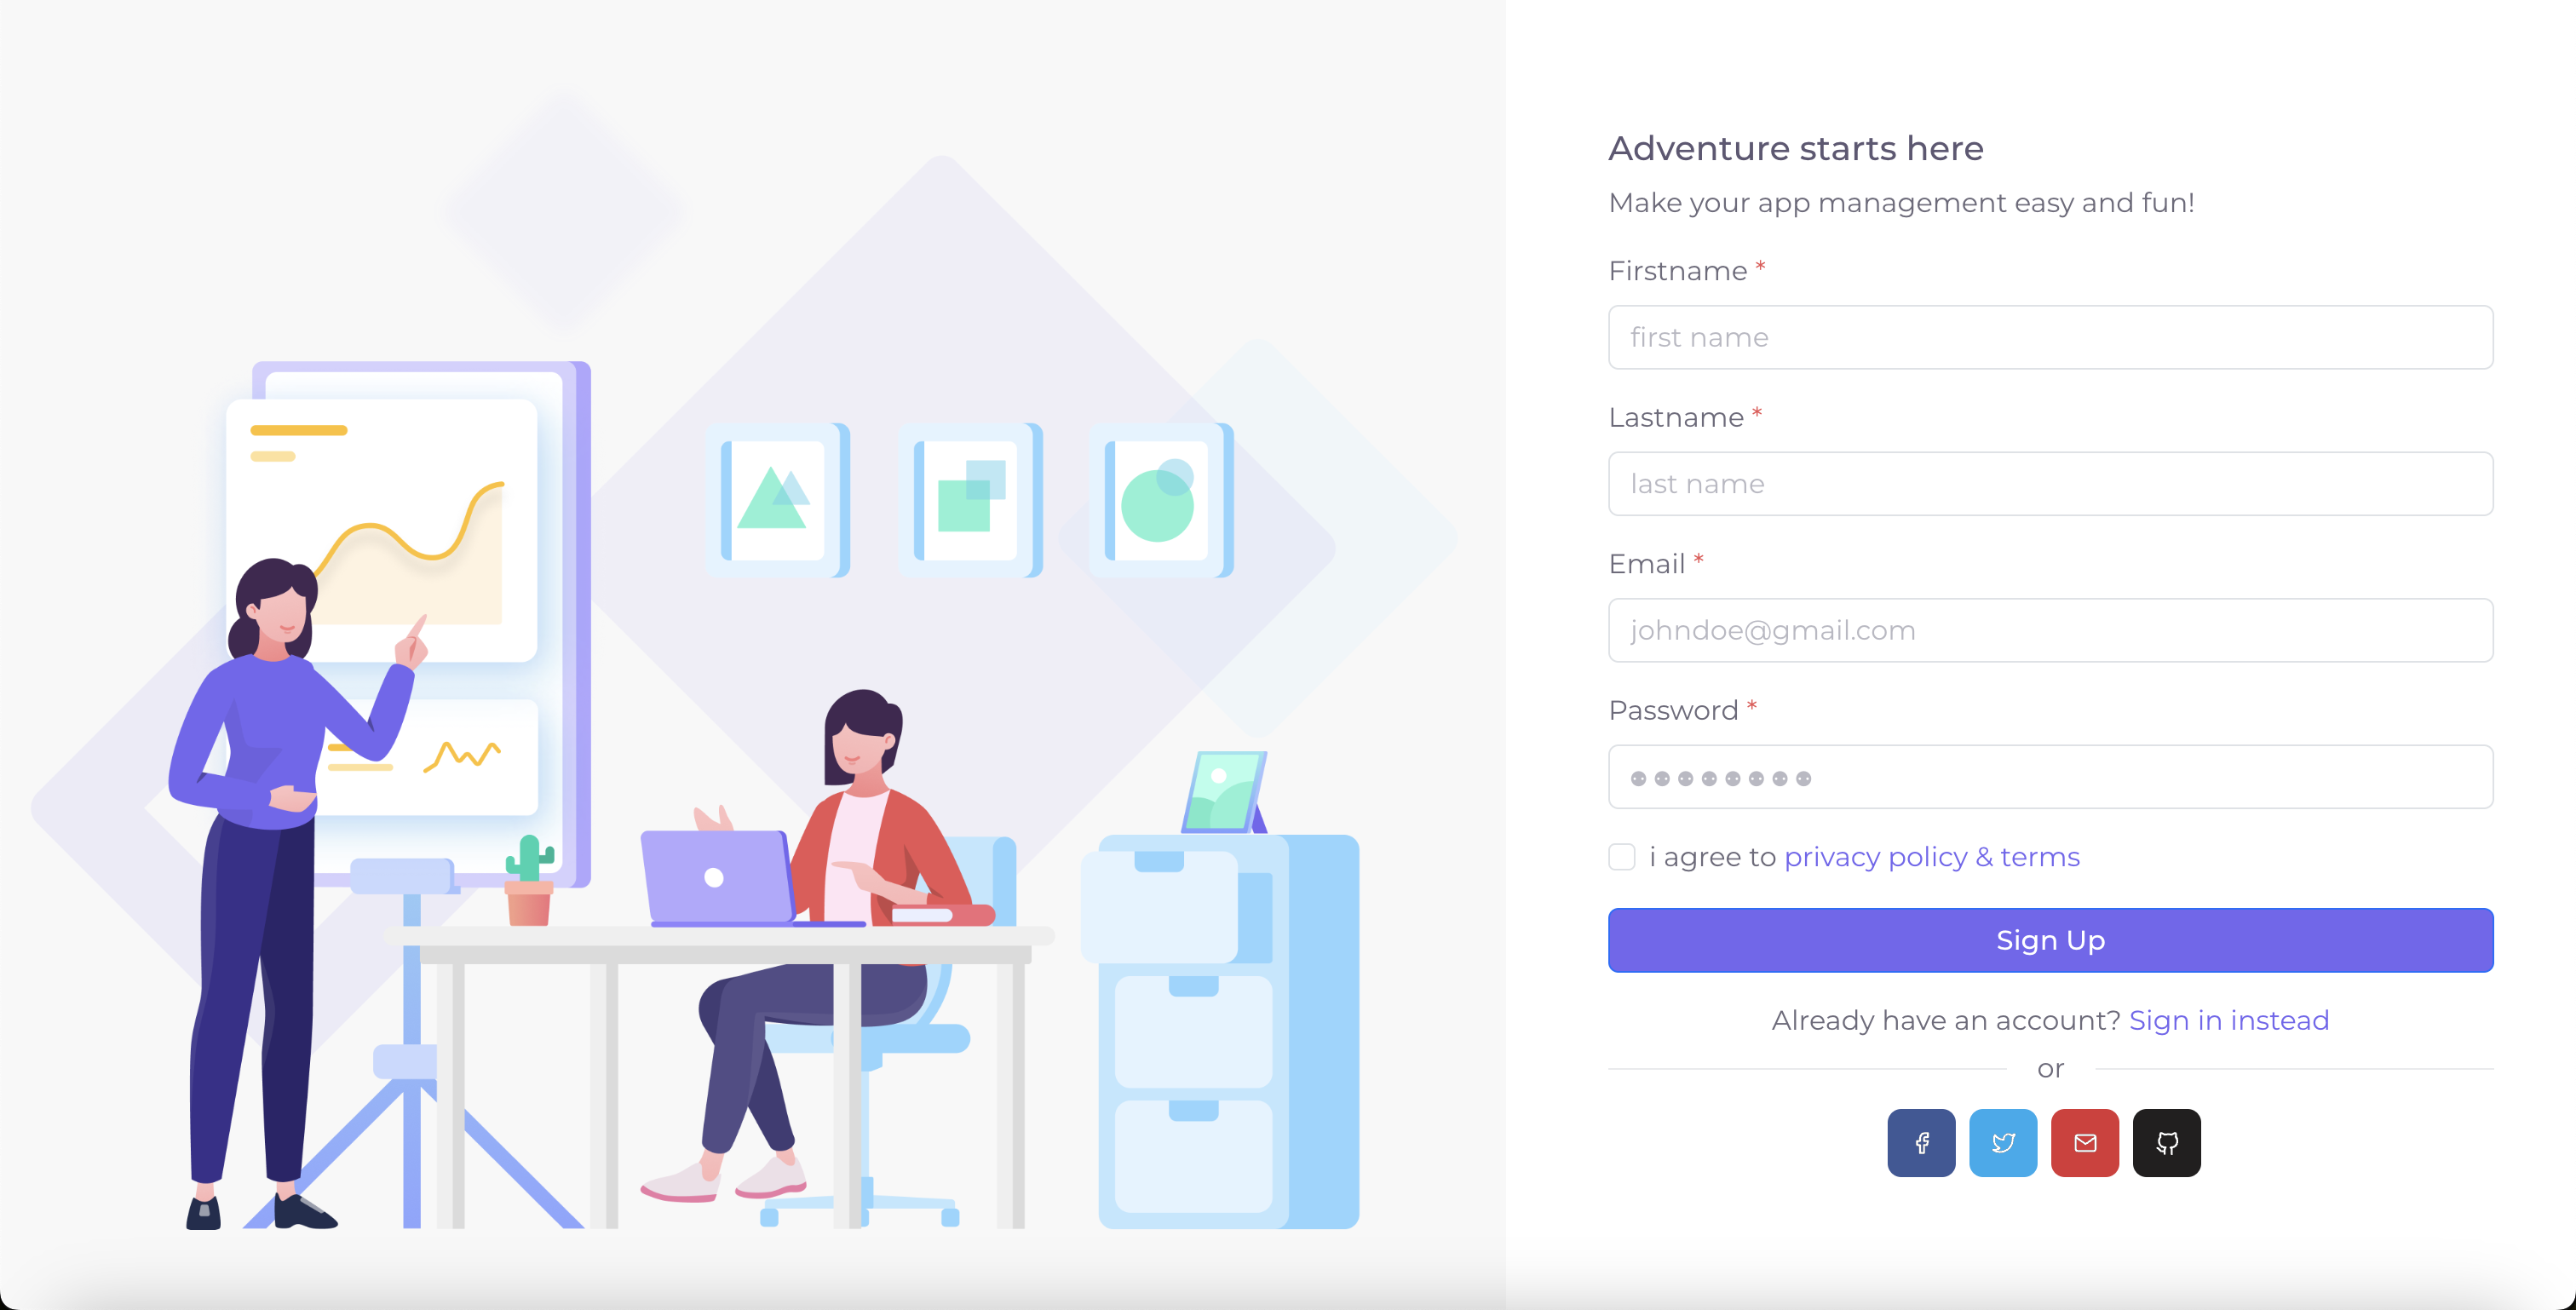 Adventure starts here
Make your app management easy and fun!
Firstname *
first name
Lastname *
last name
Email *
johndoe@gmail.com
Password *
i agree to privacy policy & terms
Sign Up
Already have an account? Sign in instead
or